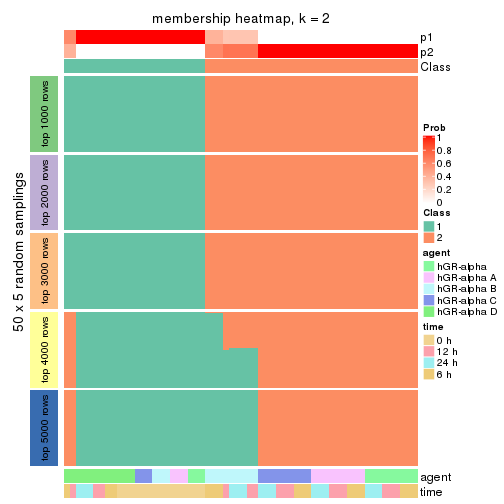 membership heatmap, k = 2
p1
p2
Class
50 x 5 random samplings
top 1000 rows
top 2000 rows
top 3000 rows
top 4000 rows
top 5000 rows
agent
time
Prob
1
0.8
0.6
0.4
0.2
0
Class
1
2
agent
hGR-alpha
hGR-alpha A
hGR-alpha B
hGR-alpha C
hGR-alpha D
time
0 h
12 h
24 h
6 h